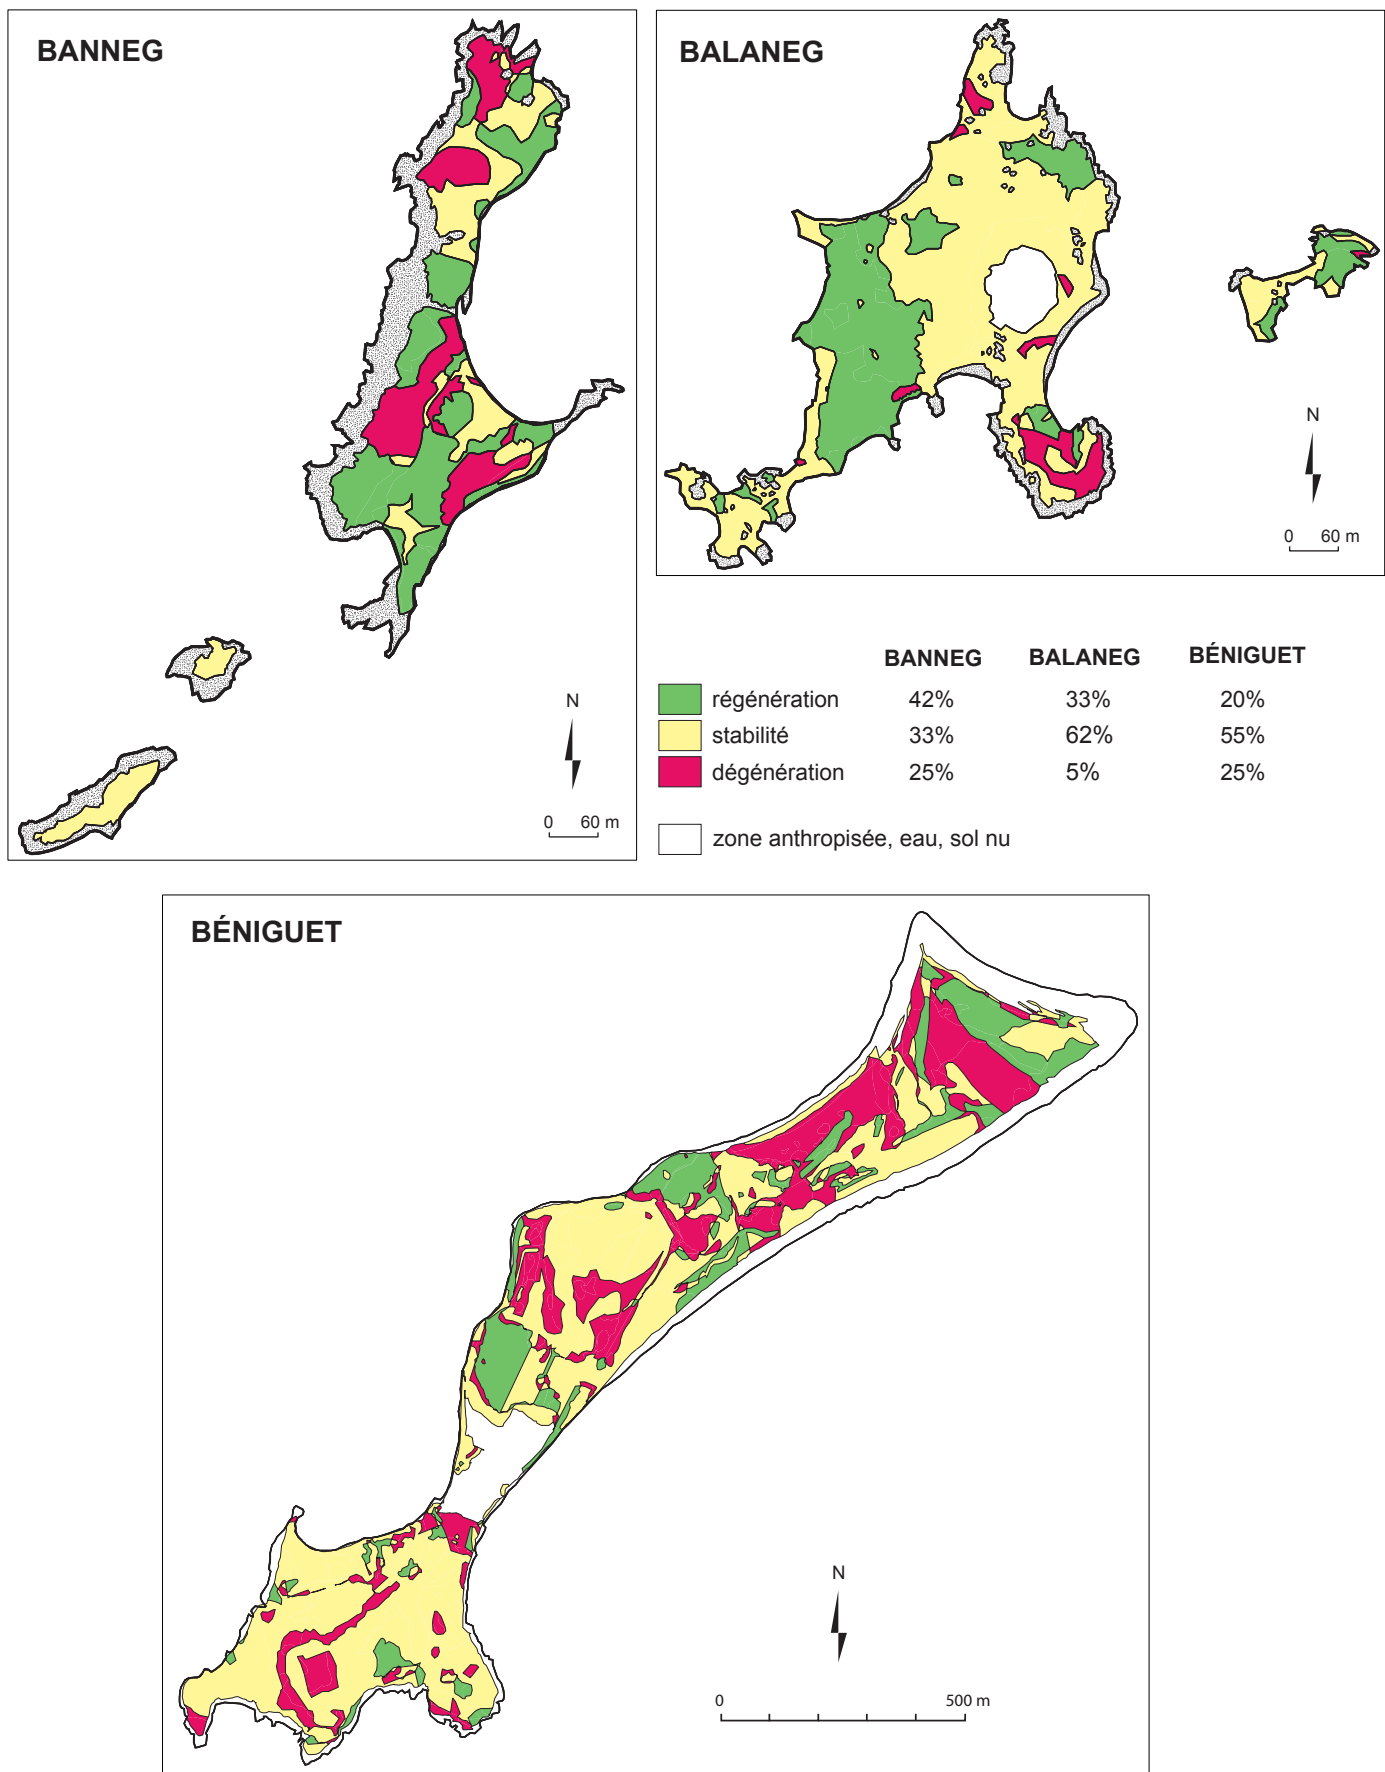 BANNEG
N
0 60 m
BALANEG
N
0 60 m
BANNEG BALANEG BÉNIGUET
régénération 42% 33% 20%
stabilité 33% 62% 55%
dégénération 25% 5% 25%
zone anthropisée, eau, sol nu
BÉNIGUET
N
0 500 m